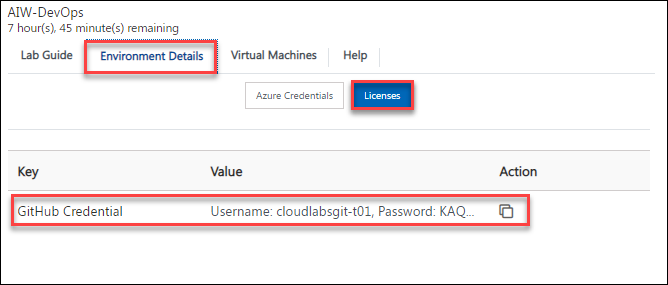 AIW-DevOps
7 hour(s), 45 minute(s) remaining
Lab Guide Environment Details Virtual Machines Help
Azure Credentials Licenses
Key Value Action
GitHub Credential Username: cloudlabsgit-t01, Password: KAQ...